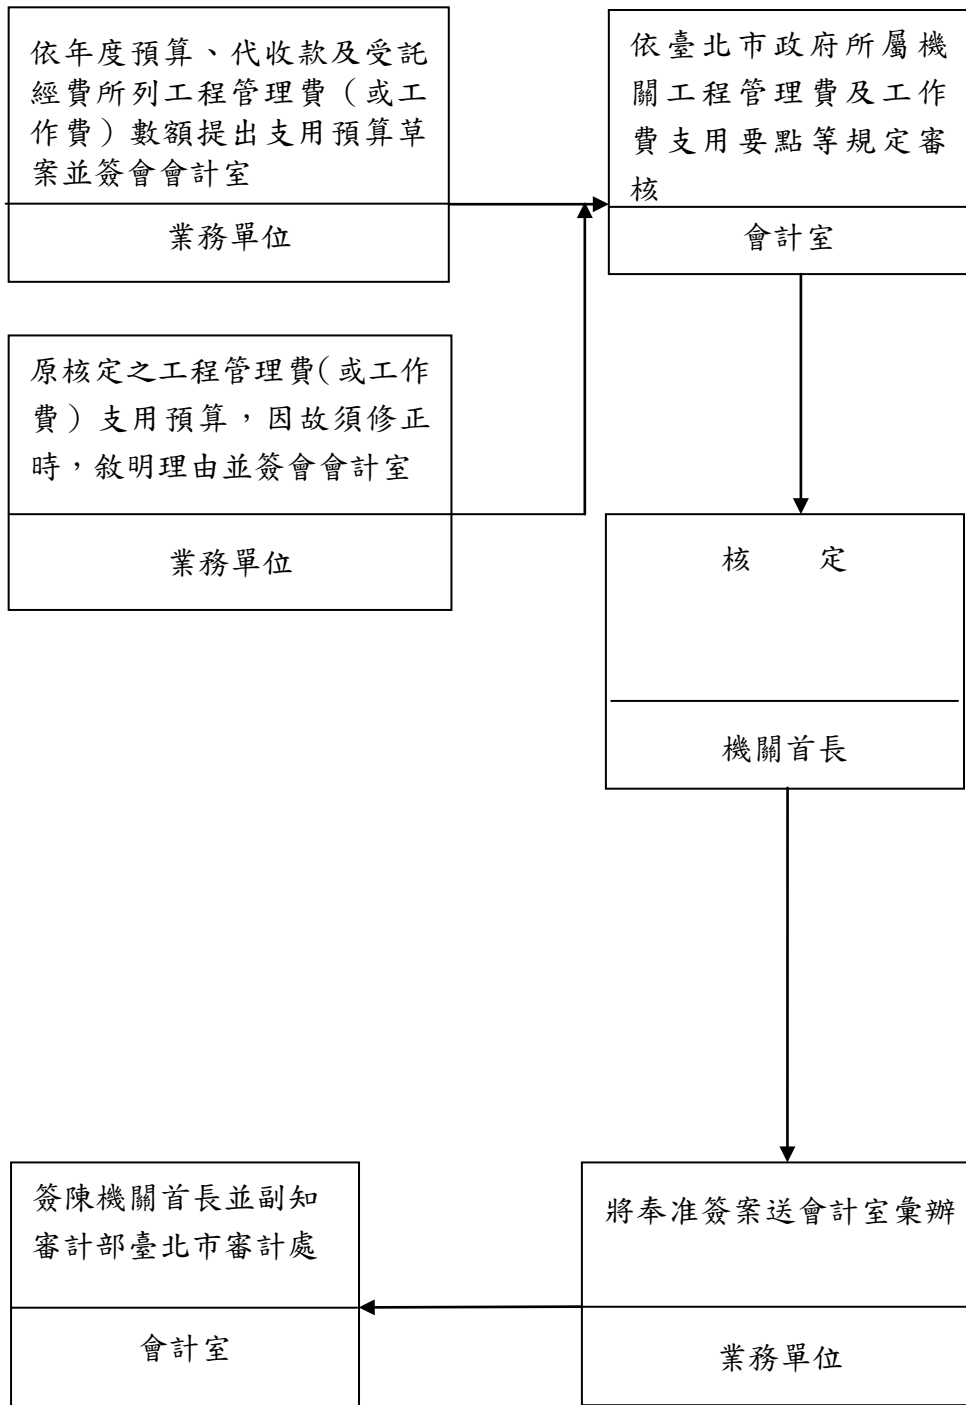 依年度預算、代收款及受託
經費所列工程管理費（或工
作費）數額提出支用預算草
案並簽會會計室
業務單位
依臺北市政府所屬機
關工程管理費及工作
費支用要點等規定審
核
會計室
原核定之工程管理費（或工作
費）支用預算，因故須修正
時，敘明理由並簽會會計室
業務單位
核　　定
機關首長
簽陳機關首長並副知
審計部臺北市審計處
會計室
將奉准簽案送會計室彙辦
業務單位